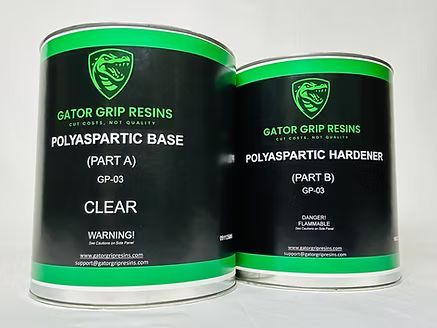 GATOR GRIP RESINS
CUT COSTS, NOT QUALITY
POLYASPARTIC BASE
(PART A)
GP-03
CLEAR
WARNING!
See Cautions on Side Panel
www.gatorgripresins.com
support@gatorgripresins.com
GATOR GRIP RESINS
CUT COSTS, NOT QUALITY
POLYASPARTIC HARDENER
(PART B)
GP-03
DANGER!
FLAMMABLE
See Cautions on Side Panel
www.gatorgripresins.com
support@gatorgripresins.com